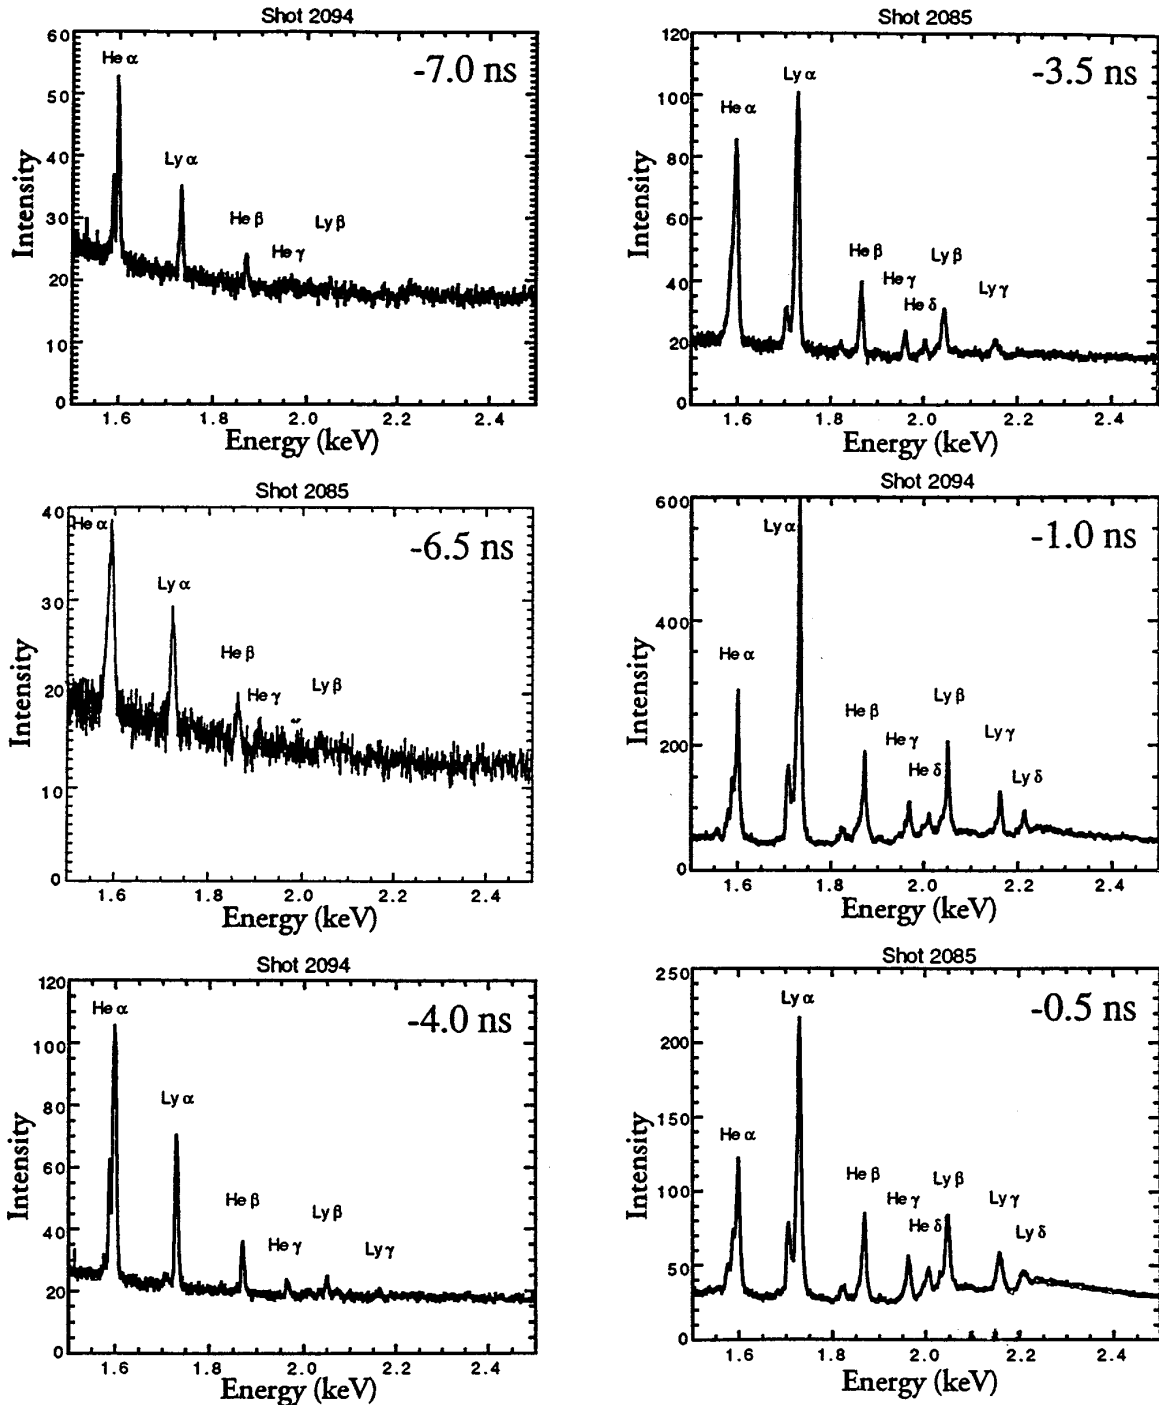 Shot 2094
-7.0 ns
60
50
40
30
20
10
0
Intensity
He α
Ly α
He β
He γ
Ly β
1.6 1.8 2.0 2.2 2.4
Energy (keV)
Shot 2085
-3.5 ns
120
100
80
60
40
20
0
Intensity
He α
Ly α
He β
He γ
He δ
Ly β
Ly γ
1.6 1.8 2.0 2.2 2.4
Energy (keV)
Shot 2085
-6.5 ns
40
30
20
10
0
Intensity
He α
Ly α
He β
He γ
Ly β
1.6 1.8 2.0 2.2 2.4
Energy (keV)
Shot 2094
-1.0 ns
600
400
200
0
Intensity
He α
Ly α
He β
He γ
He δ
Ly β
Ly γ
Ly δ
1.6 1.8 2.0 2.2 2.4
Energy (keV)
Shot 2094
-4.0 ns
120
100
80
60
40
20
0
Intensity
He α
Ly α
He β
He γ
Ly β
Ly γ
1.6 1.8 2.0 2.2 2.4
Energy (keV)
Shot 2085
-0.5 ns
250
200
150
100
50
0
Intensity
He α
Ly α
He β
He γ
He δ
Ly β
Ly γ
Ly δ
1.6 1.8 2.0 2.2 2.4
Energy (keV)